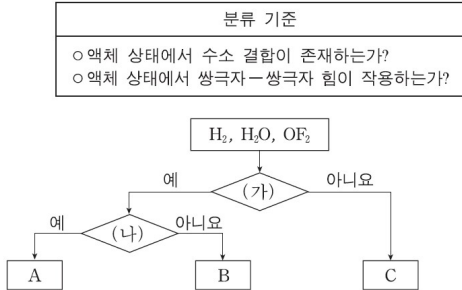 분류 기준
○ 액체 상태에서 수소 결합이 존재하는가?
○ 액체 상태에서 쌍극자－쌍극자 힘이 작용하는가?
H₂, H₂O, OF₂
예
(가)
아니요
예
(나)
아니요
A
B
C